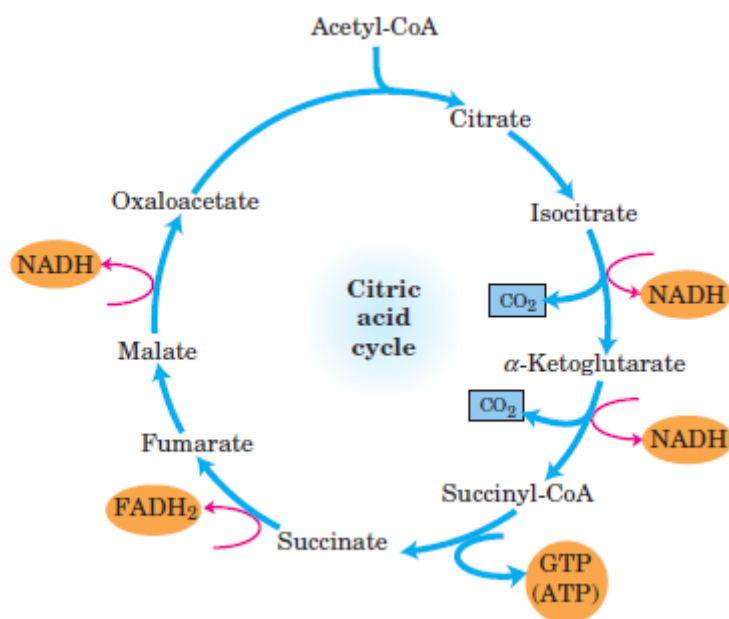 Acetyl-CoA
Citrate
Oxaloacetate
Isocitrate
NADH
Citric
acid
cycle
CO₂
NADH
Malate
α-Ketoglutarate
CO₂
NADH
Fumarate
Succinyl-CoA
FADH₂
Succinate
GTP
(ATP)